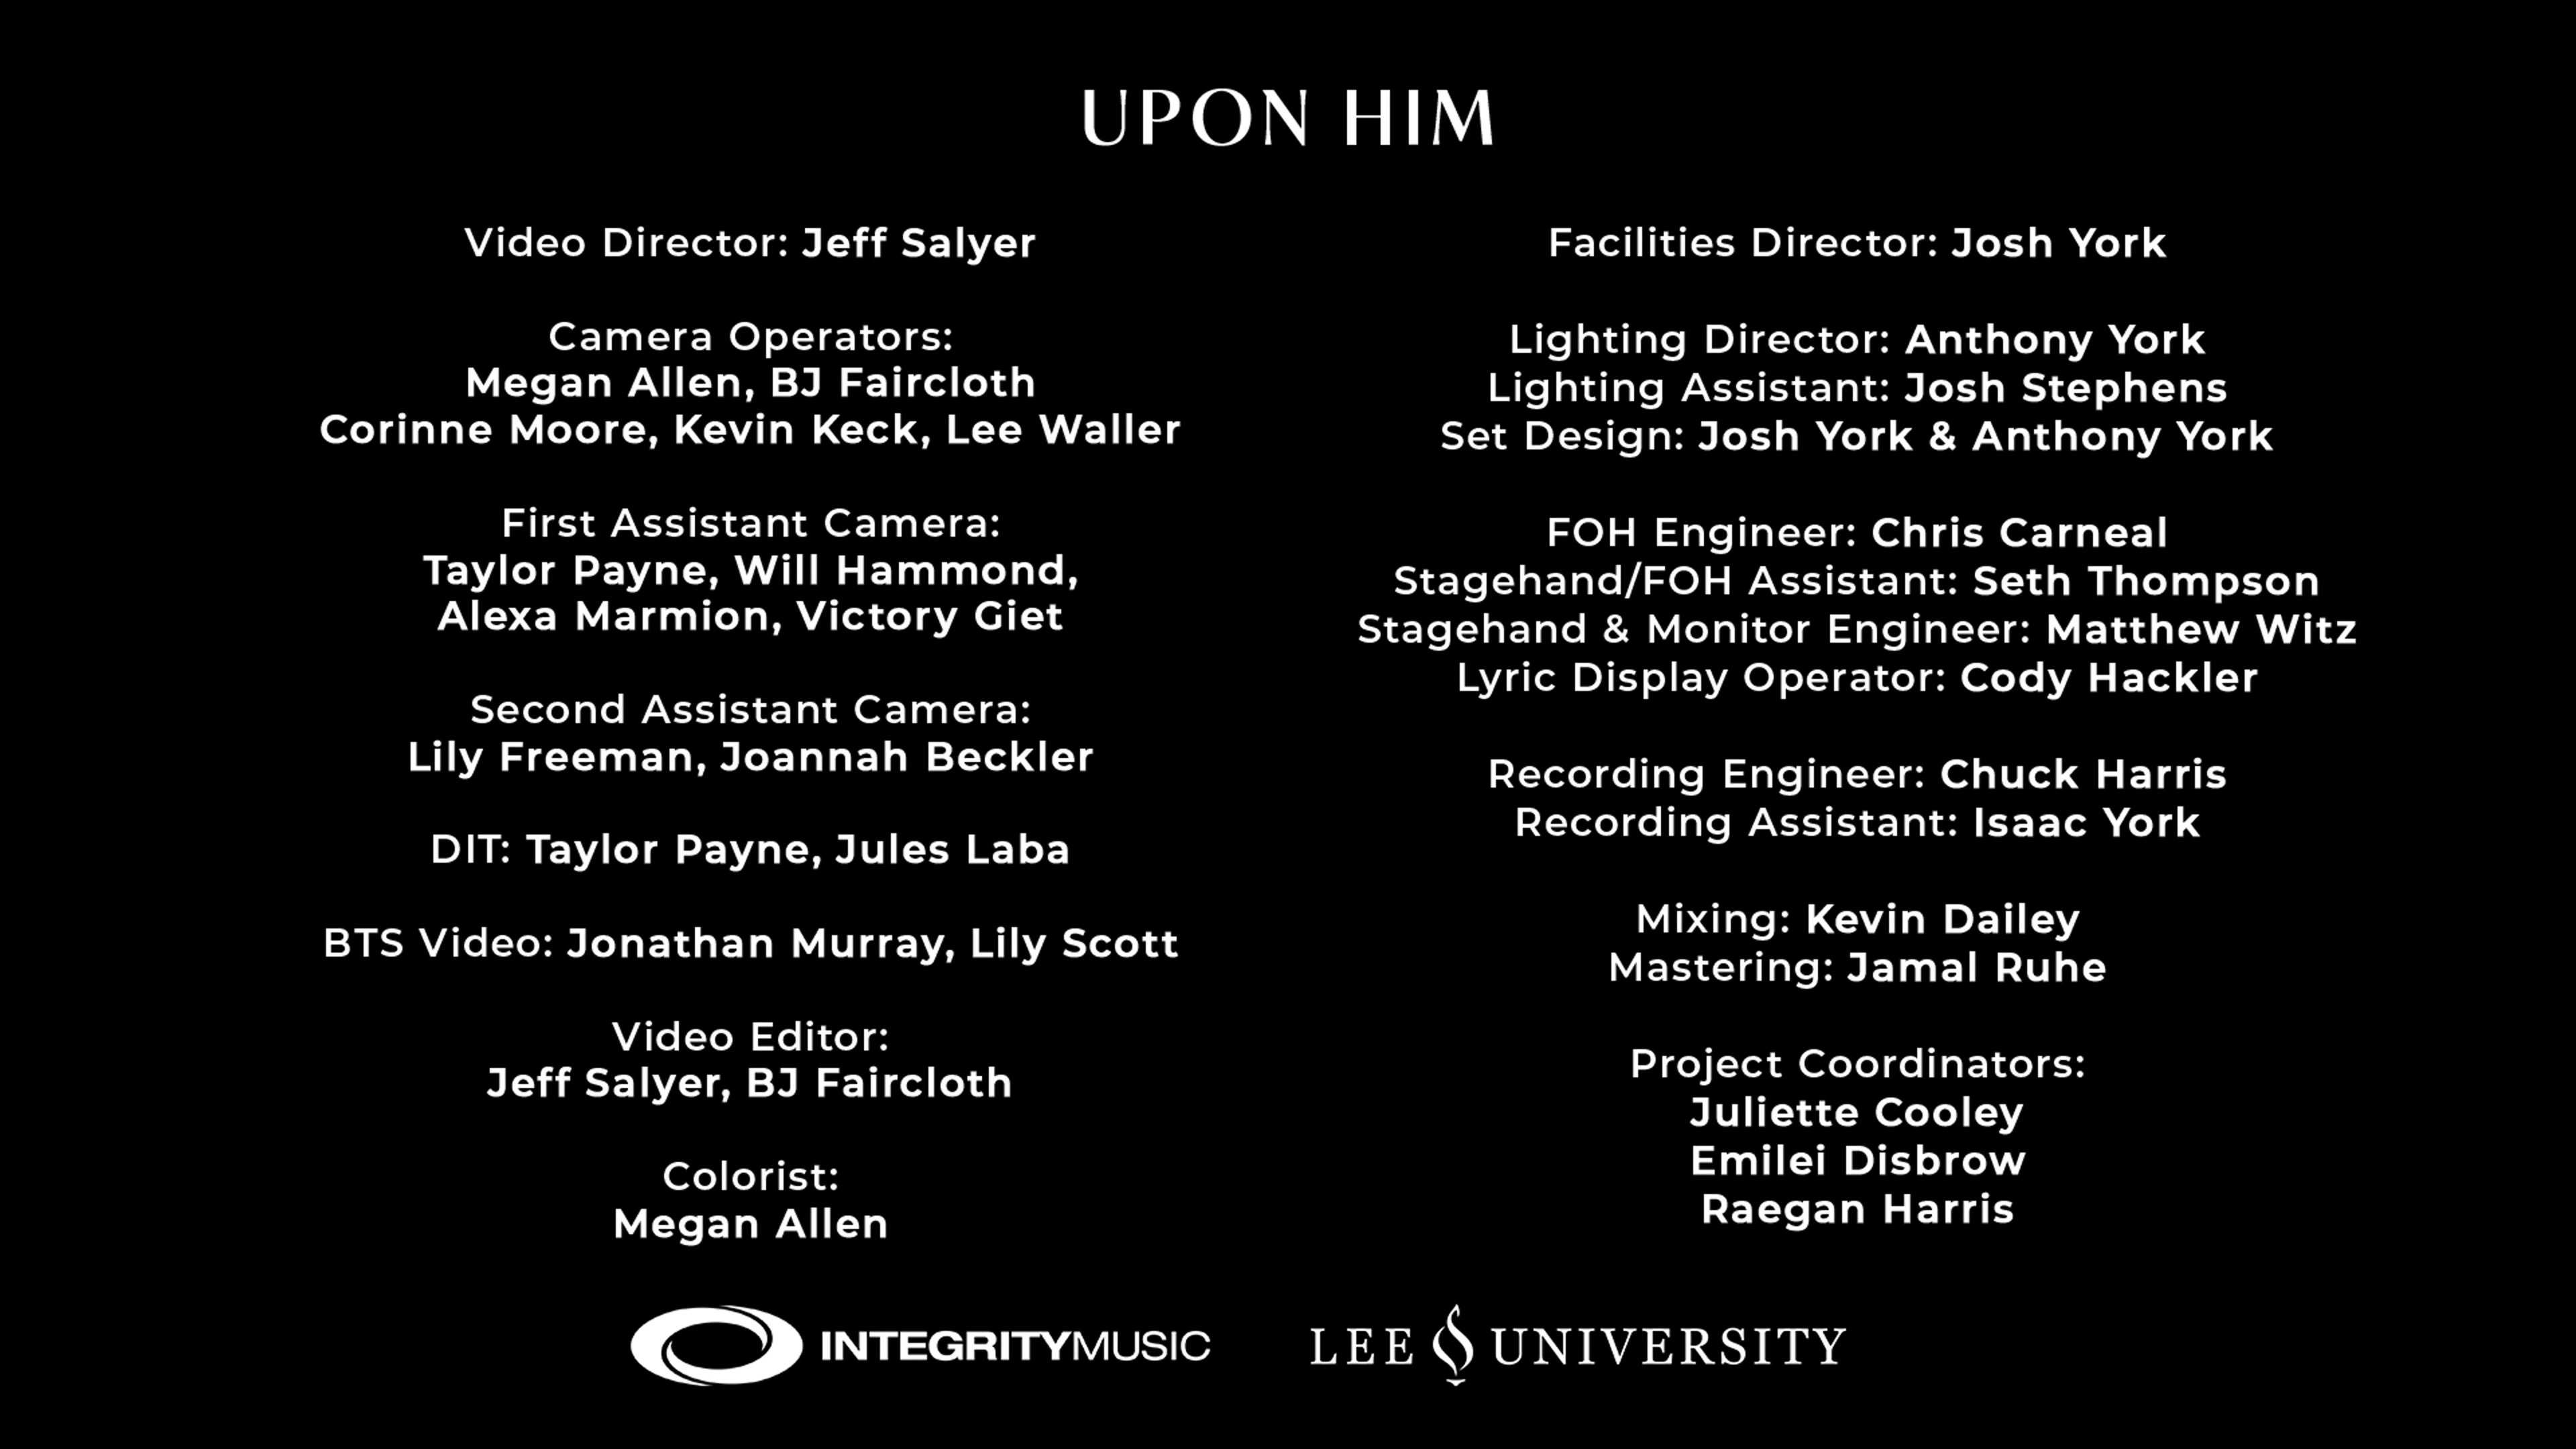 UPON HIM
Video Director: Jeff Salyer
Camera Operators:
Megan Allen, BJ Faircloth
Corinne Moore, Kevin Keck, Lee Waller
First Assistant Camera:
Taylor Payne, Will Hammond,
Alexa Marmion, Victory Giet
Second Assistant Camera:
Lily Freeman, Joannah Beckler
DIT: Taylor Payne, Jules Laba
BTS Video: Jonathan Murray, Lily Scott
Video Editor:
Jeff Salyer, BJ Faircloth
Colorist:
Megan Allen
Facilities Director: Josh York
Lighting Director: Anthony York
Lighting Assistant: Josh Stephens
Set Design: Josh York & Anthony York
FOH Engineer: Chris Carneal
Stagehand/FOH Assistant: Seth Thompson
Stagehand & Monitor Engineer: Matthew Witz
Lyric Display Operator: Cody Hackler
Recording Engineer: Chuck Harris
Recording Assistant: Isaac York
Mixing: Kevin Dailey
Mastering: Jamal Ruhe
Project Coordinators:
Juliette Cooley
Emilei Disbrow
Raegan Harris
INTEGRITYMUSIC
LEE UNIVERSITY